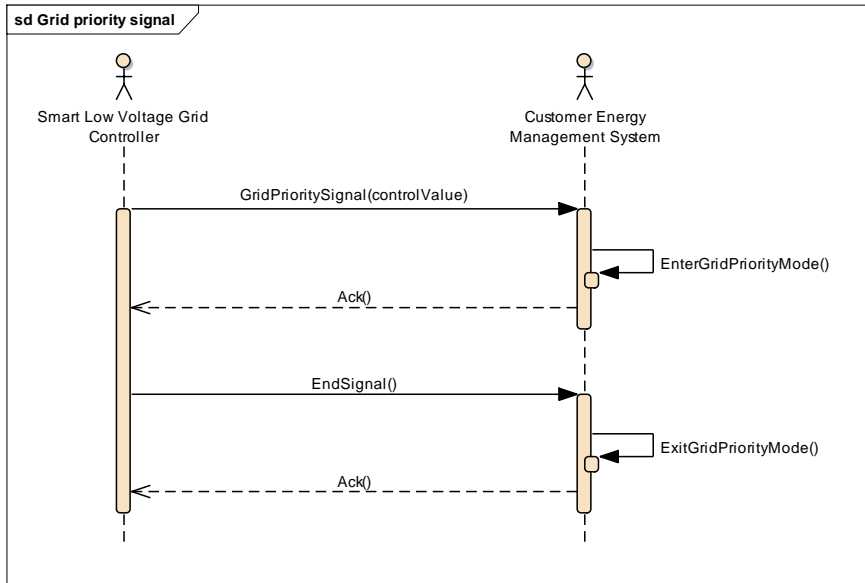 sd Grid priority signal
Smart Low Voltage Grid
Controller
Customer Energy
Management System
GridPrioritySignal(controlValue)
EnterGridPriorityMode()
Ack()
EndSignal()
ExitGridPriorityMode()
Ack()